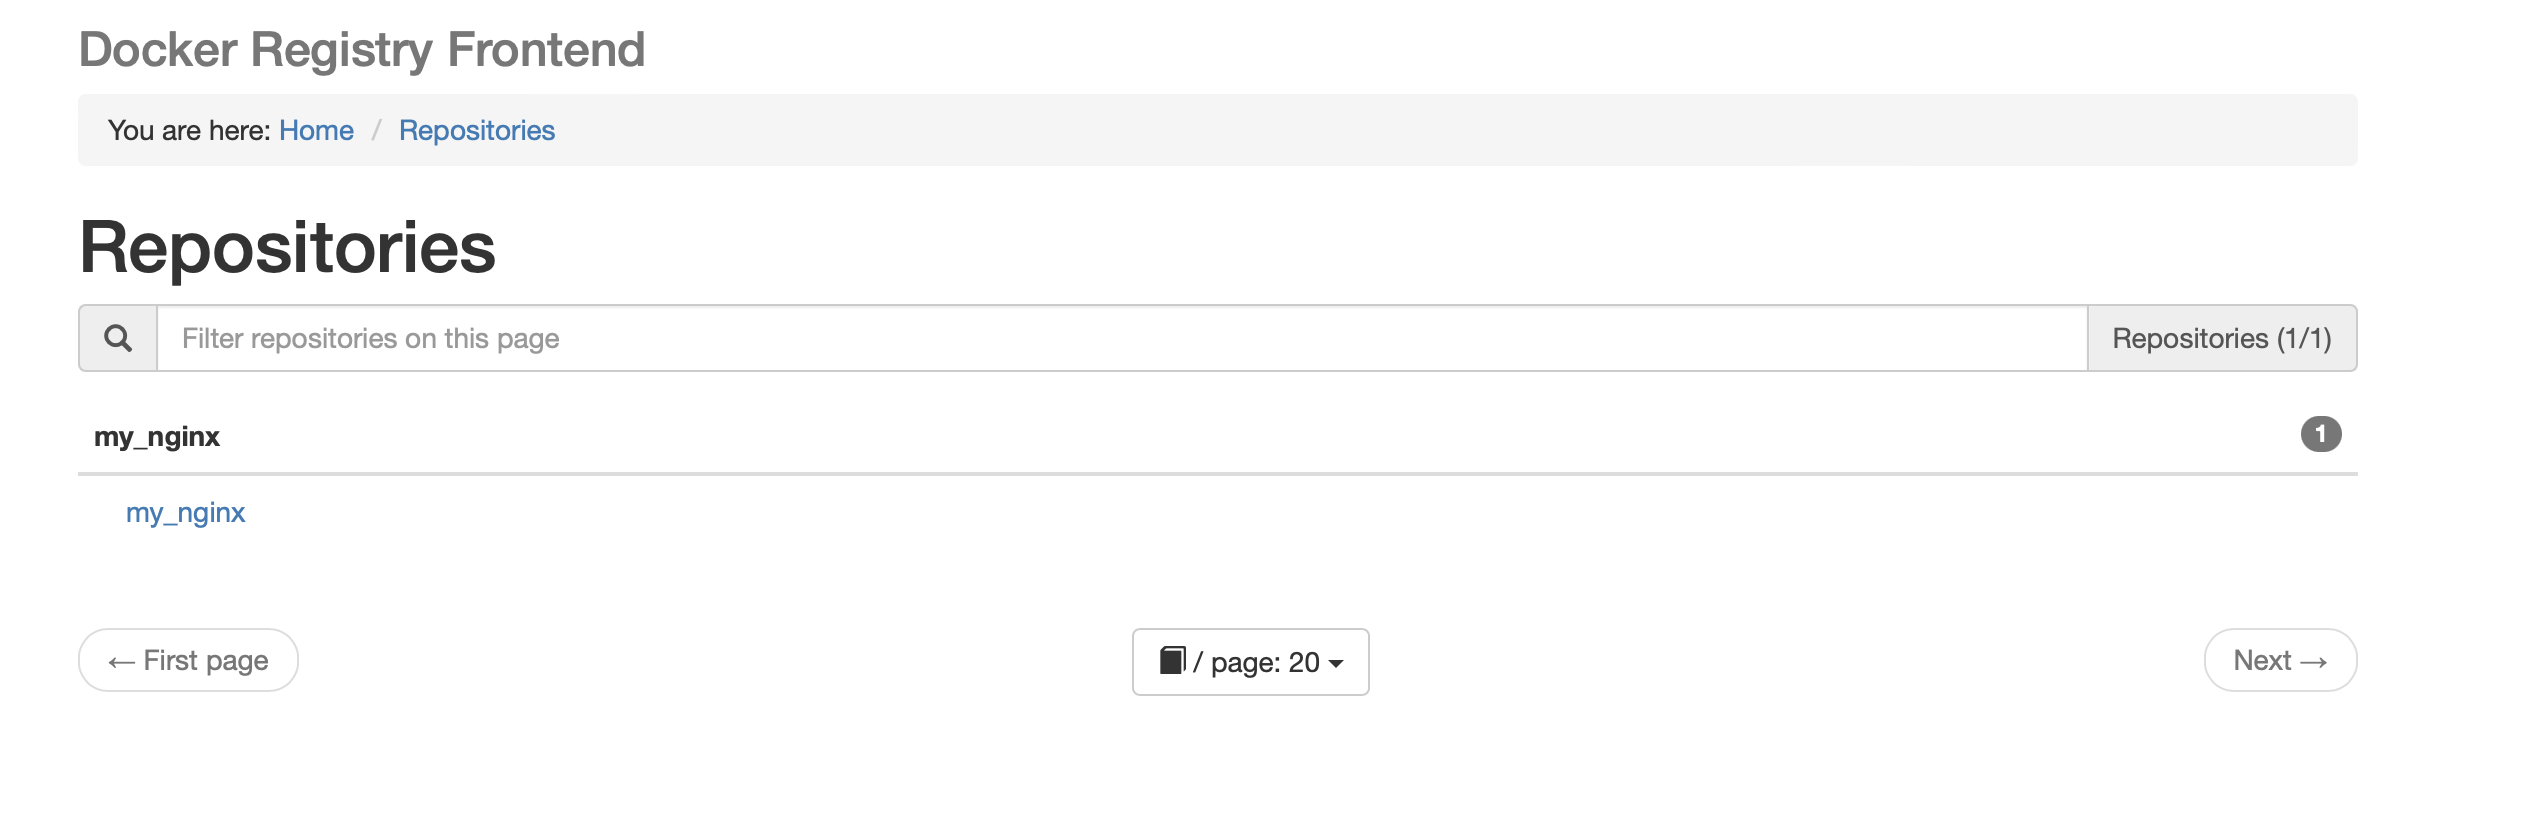 Docker Registry Frontend
You are here: Home / Repositories
Repositories
Filter repositories on this page Repositories (1/1)
my_nginx 1
my_nginx
← First page / page: 20 Next →